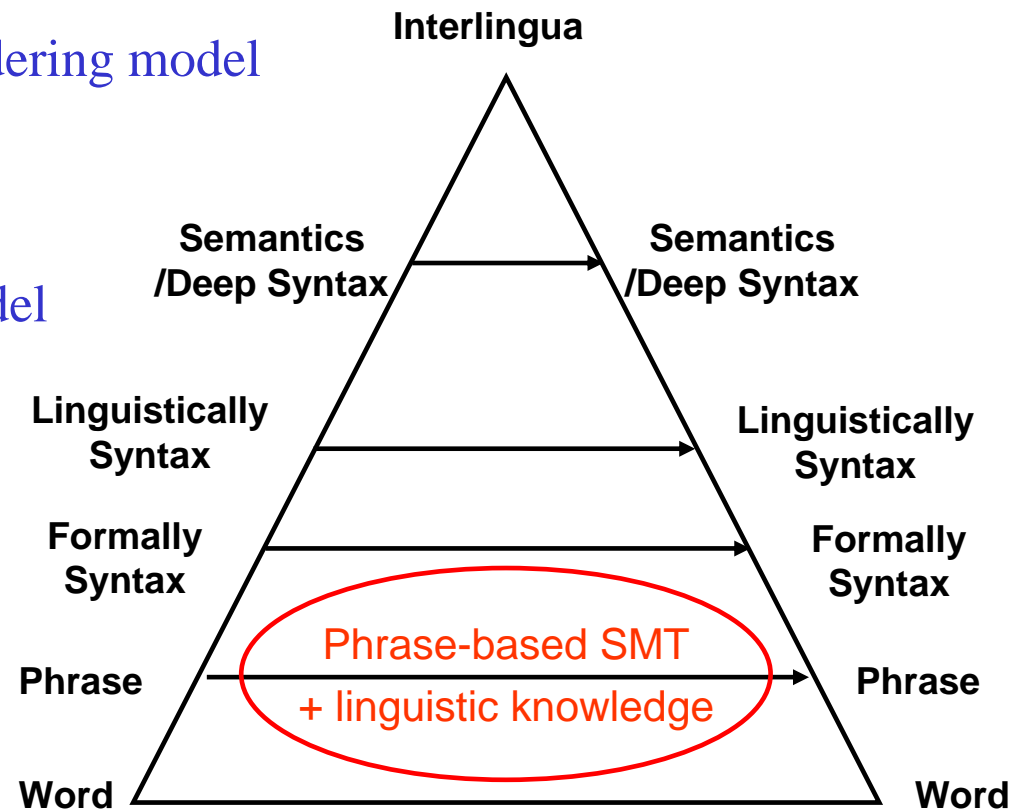 Interlingua
dering model
Semantics
/Deep Syntax
Semantics
/Deep Syntax
del
Linguistically
Syntax
Linguistically
Syntax
Formally
Syntax
Formally
Syntax
Phrase-based SMT
+ linguistic knowledge
Phrase
Phrase
Word
Word